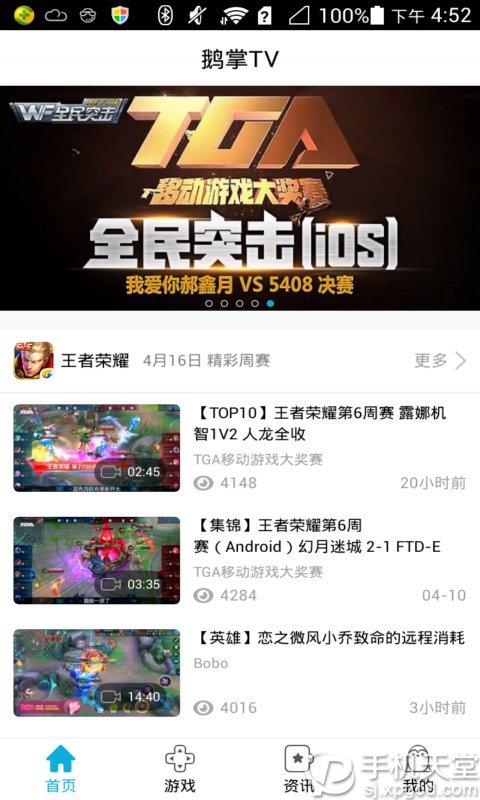 100% 下午 4:52
鹅掌TV
WF 全民突击
TGA
移动游戏大奖赛
全民突击(iOS)
我爱你郝鑫月 VS 5408 决赛
王者荣耀 4月16日 精彩周赛 更多
【TOP10】王者荣耀第6周赛 露娜机
智1V2 人龙全收
TGA移动游戏大奖赛
02:45
4148 20小时前
【集锦】王者荣耀第6周
赛（Android）幻月迷城 2-1 FTD-E
TGA移动游戏大奖赛
03:35
4284 04-10
【英雄】恋之微风小乔致命的远程消耗
Bobo
14:40
4016 3小时前
首页 游戏 资讯 我的
手机天堂
sj.xpgod.com